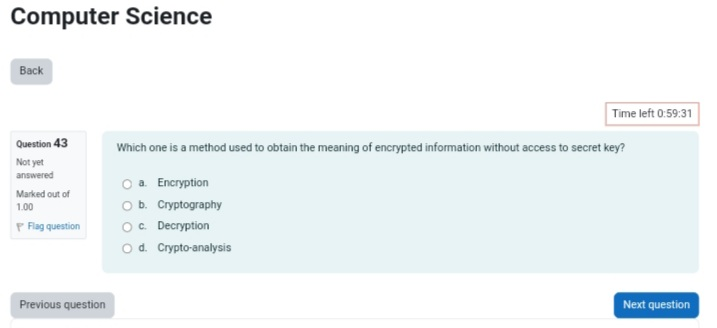 Computer Science
Back
Time left 0:59:31
Question 43
Not yet
answered
Marked out of
1.00
Flag question
Which one is a method used to obtain the meaning of encrypted information without access to secret key?
a. Encryption
b. Cryptography
c. Decryption
d. Crypto-analysis
Previous question
Next question